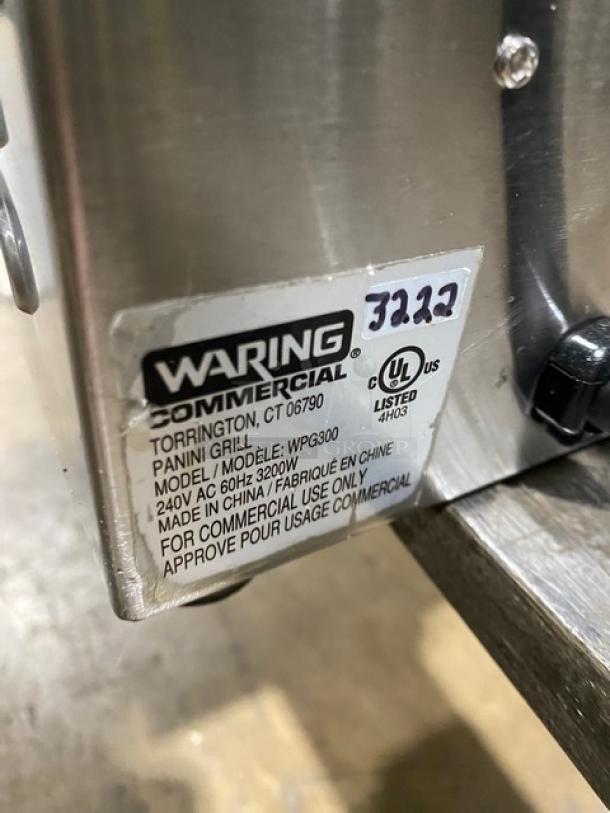 3222
WARING
COMMERCIAL®
TORRINGTON, CT 06790
PANINI GRILL
MODEL / MODÈLE: WPG300
240V AC 60Hz 3200W
MADE IN CHINA / FABRIQUÉ EN CHINE
FOR COMMERCIAL USE ONLY
APPROVE POUR USAGE COMMERCIAL
C UL® US
LISTED
4H03
GROUP